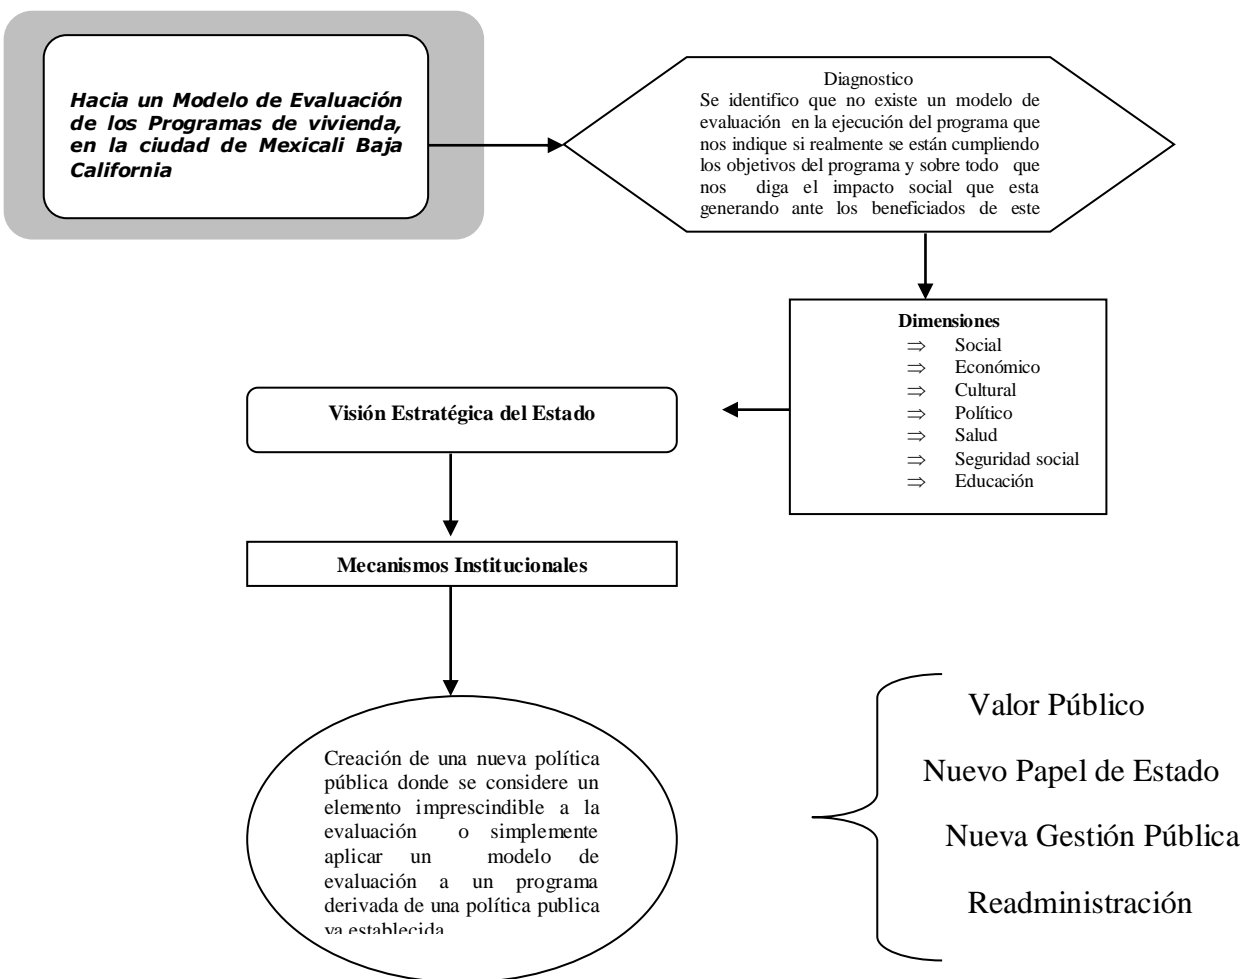 Hacia un Modelo de Evaluación
de los Programas de vivienda,
en la ciudad de Mexicali Baja
California
Diagnostico
Se identifico que no existe un modelo de
evaluación en la ejecución del programa que
nos indique si realmente se están cumpliendo
los objetivos del programa y sobre todo que
nos diga el impacto social que esta
generando ante los beneficiados de este
Dimensiones
⇒ Social
⇒ Económico
⇒ Cultural
⇒ Político
⇒ Salud
⇒ Seguridad social
⇒ Educación
Visión Estratégica del Estado
Mecanismos Institucionales
Creación de una nueva política
pública donde se considere un
elemento imprescindible a la
evaluación o simplemente
aplicar un modelo de
evaluación a un programa
derivada de una política publica
ya establecida
Valor Público
Nuevo Papel de Estado
Nueva Gestión Pública
Readministración